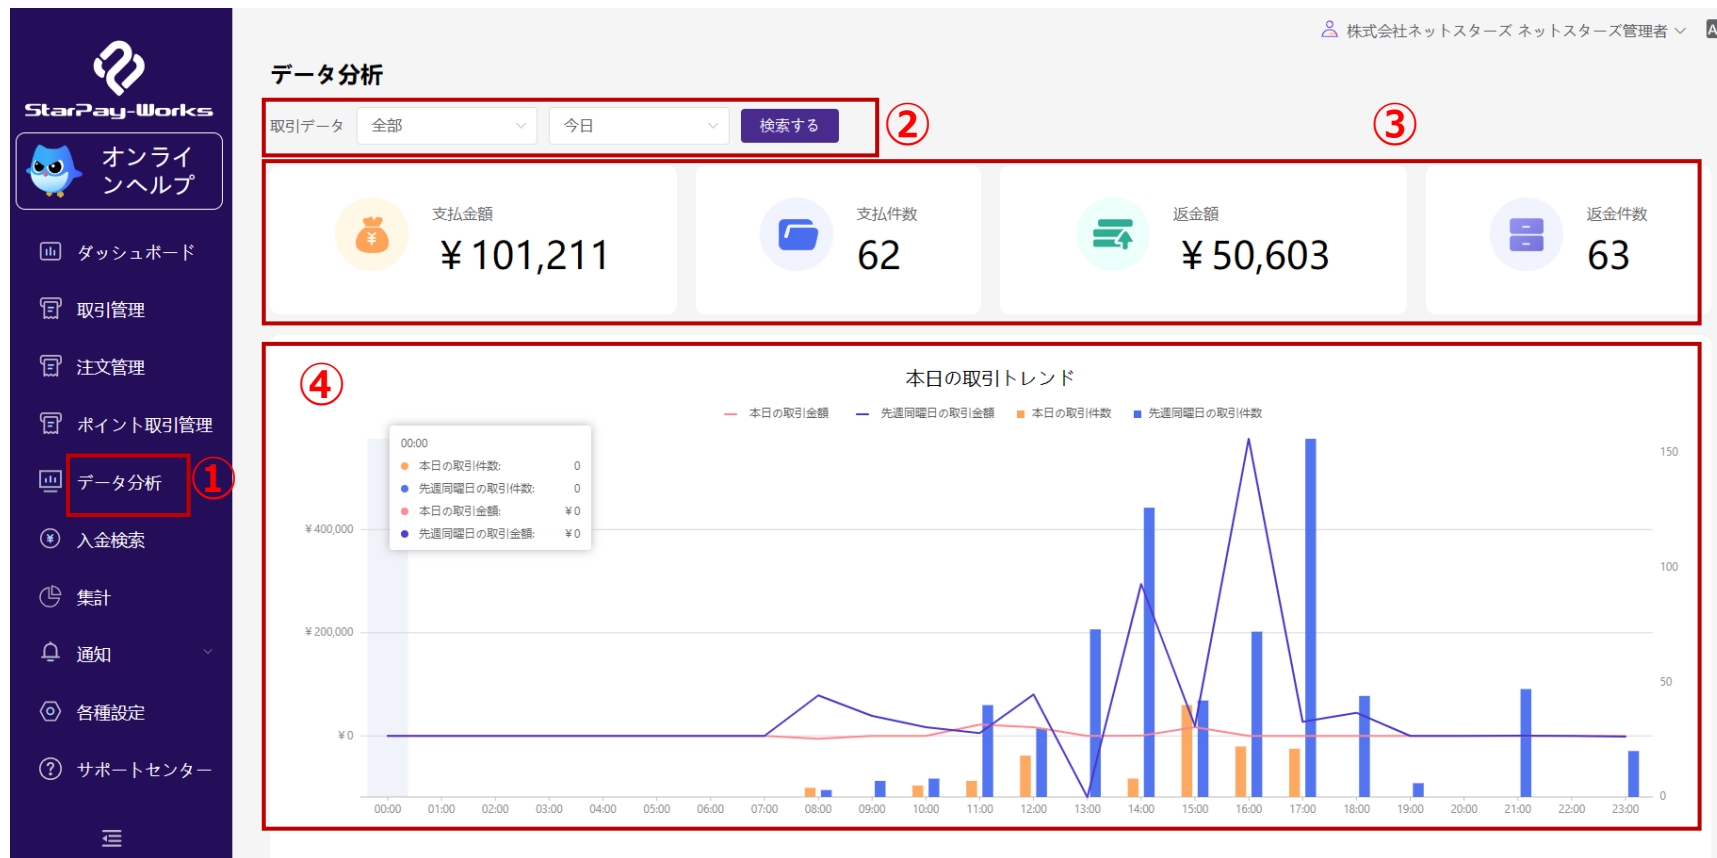 株式会社ネットスターズ ネットスターズ管理者
A
StarPay-Works
オンライ
ンヘルプ
ダッシュボード
取引管理
注文管理
ポイント取引管理
データ分析
①
入金検索
集計
通知
各種設定
サポートセンター
データ分析
取引データ 全部 今日 検索する
②
③
支払金額
¥101,211
支払件数
62
返金額
¥50,603
返金件数
63
④
本日の取引トレンド
本日の取引金額 先週同曜日の取引金額 本日の取引件数 先週同曜日の取引件数
00:00
本日の取引件数: 0
先週同曜日の取引件数: 0
本日の取引金額: ¥0
先週同曜日の取引金額: ¥0
¥400,000
¥200,000
¥0
150
100
50
0
00:00 01:00 02:00 03:00 04:00 05:00 06:00 07:00 08:00 09:00 10:00 11:00 12:00 13:00 14:00 15:00 16:00 17:00 18:00 19:00 20:00 21:00 22:00 23:00